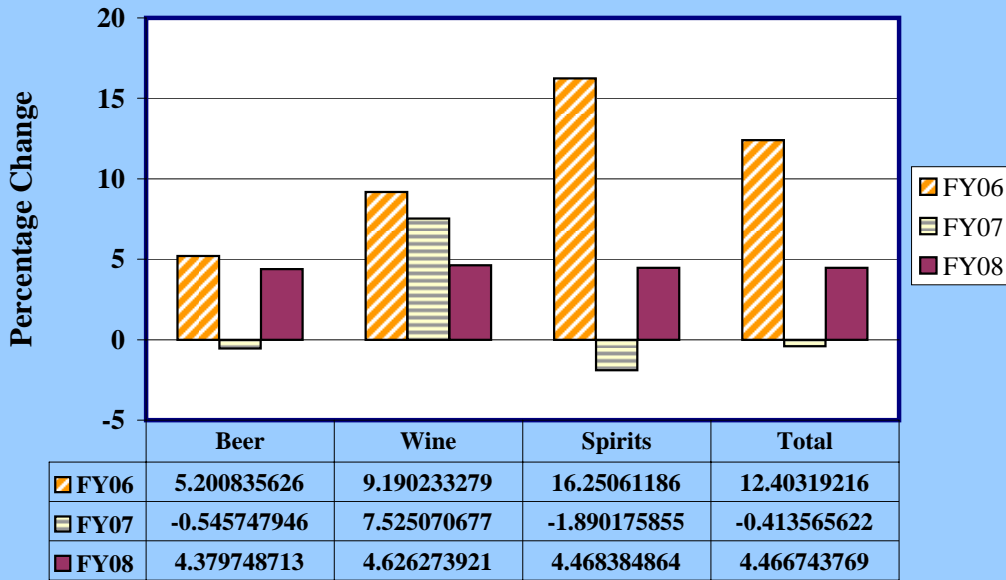 20
15
10
5
0
-5
Percentage Change
FY06
FY07
FY08
Beer Wine Spirits Total
FY06 5.200835626 9.190233279 16.25061186 12.40319216
FY07 -0.545747946 7.525070677 -1.890175855 -0.413565622
FY08 4.379748713 4.626273921 4.468384864 4.466743769